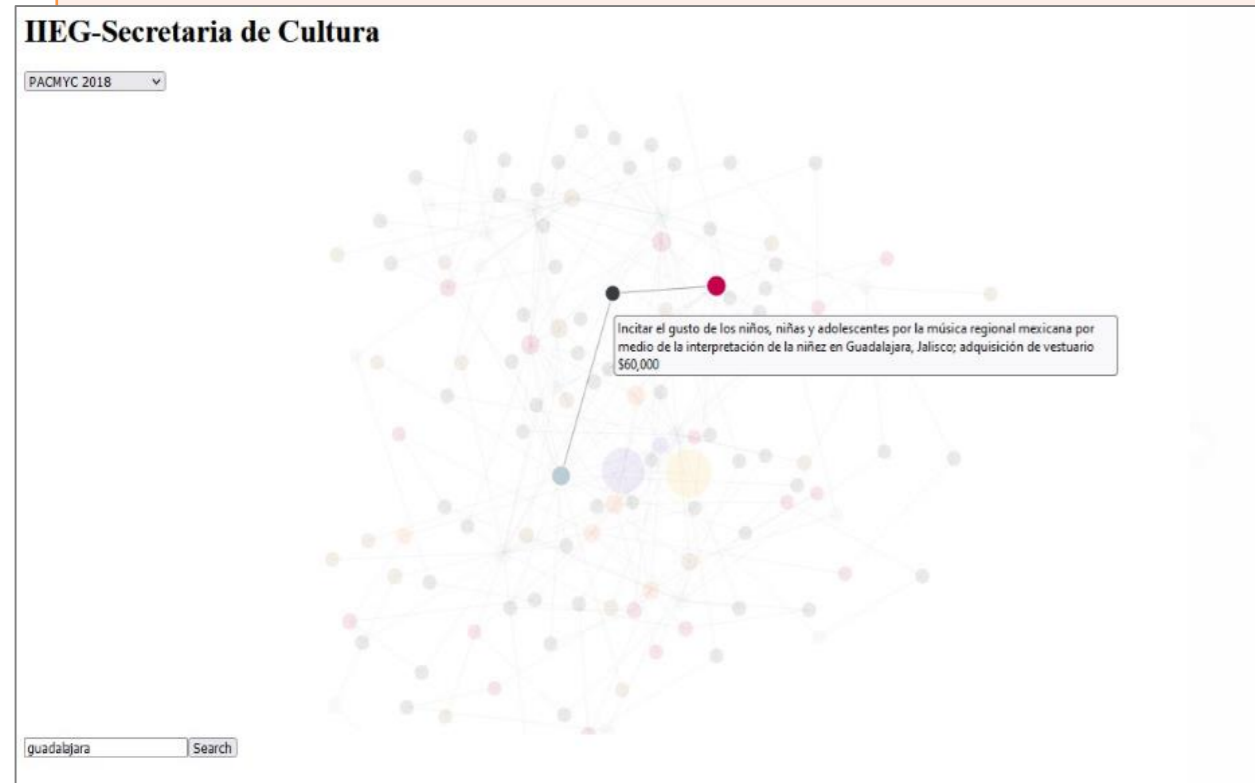 IIEG-Secretaria de Cultura
PACMYC 2018
Incitar el gusto de los niños, niñas y adolescentes por la música regional mexicana por
medio de la interpretación de la niñez en Guadalajara, Jalisco; adquisición de vestuario
$60,000
guadalajara
Search